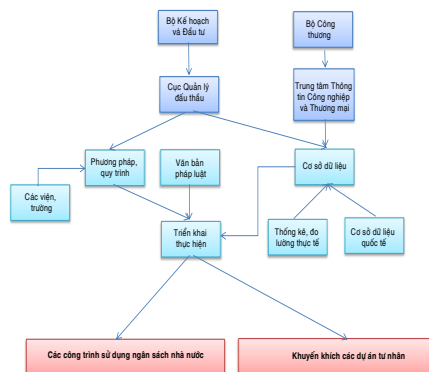 Bộ Kế hoạch
và Đầu tư
Bộ Công
thương
Cục Quản lý
đấu thầu
Trung tâm Thông
tin Công nghiệp
và Thương mại
Phương pháp,
quy trình
Văn bản
pháp luật
Cơ sở dữ liệu
Các viện,
trường
Triển khai
thực hiện
Thống kê, đo
lường thực tế
Cơ sở dữ liệu
quốc tế
Các công trình sử dụng ngân sách nhà nước
Khuyến khích các dự án tư nhân